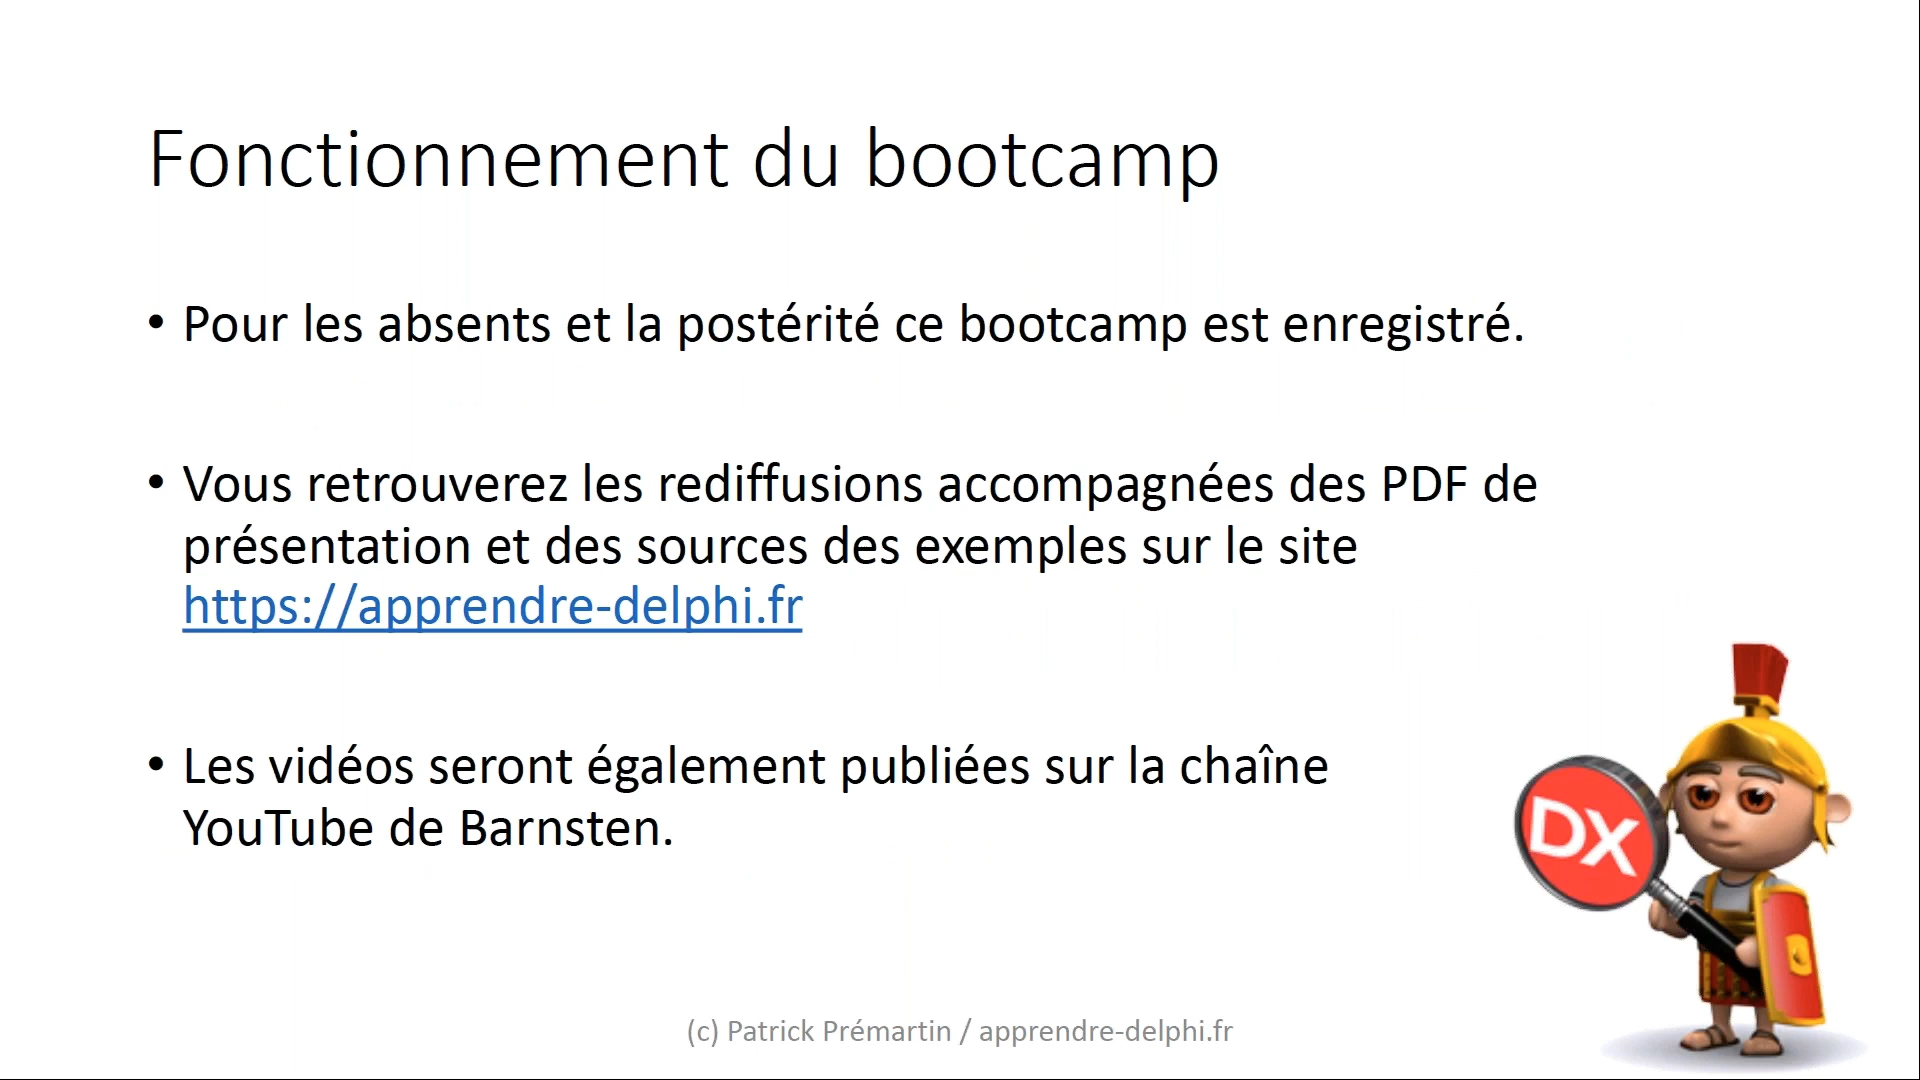 Fonctionnement du bootcamp
• Pour les absents et la postérité ce bootcamp est enregistré.
• Vous retrouverez les rediffusions accompagnées des PDF de
présentation et des sources des exemples sur le site
https://apprendre-delphi.fr
• Les vidéos seront également publiées sur la chaîne
YouTube de Barnsten.
DX
(c) Patrick Prémartin / apprendre-delphi.fr